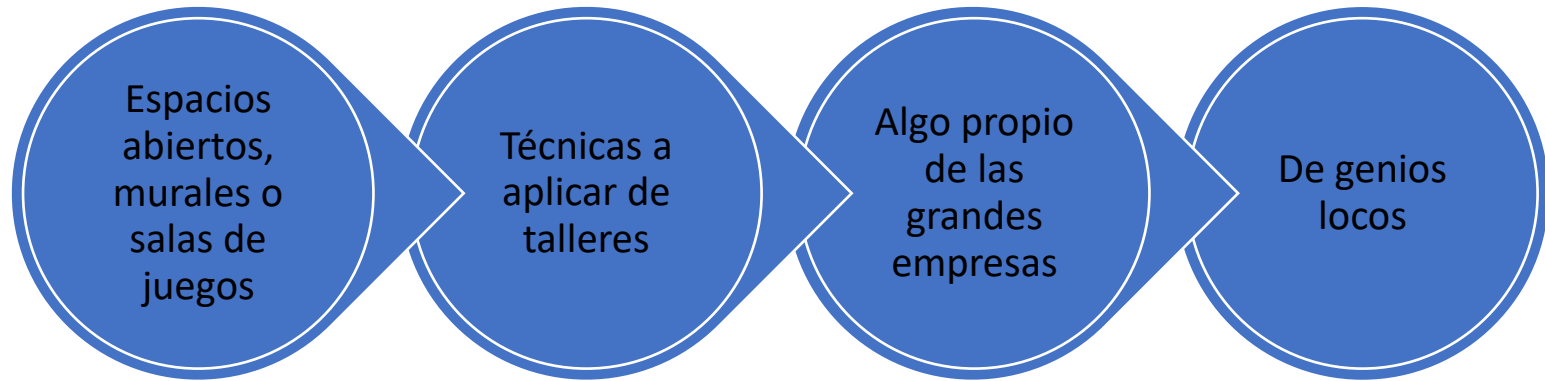 Espacios
abiertos,
murales o
salas de
juegos
Técnicas a
aplicar de
talleres
Algo propio
de las
grandes
empresas
De genios
locos